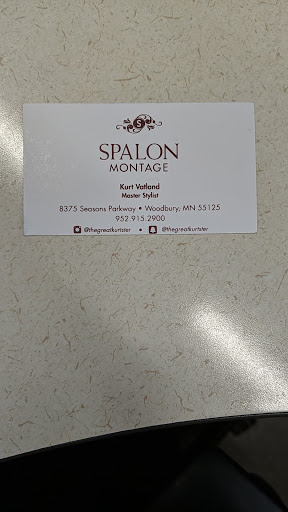 S
SPALON
MONTAGE
Kurt Vatland
Master Stylist
8375 Seasons Parkway • Woodbury, MN 55125
952.915.2900
@thegreatkurtster • @thegreatkurtster